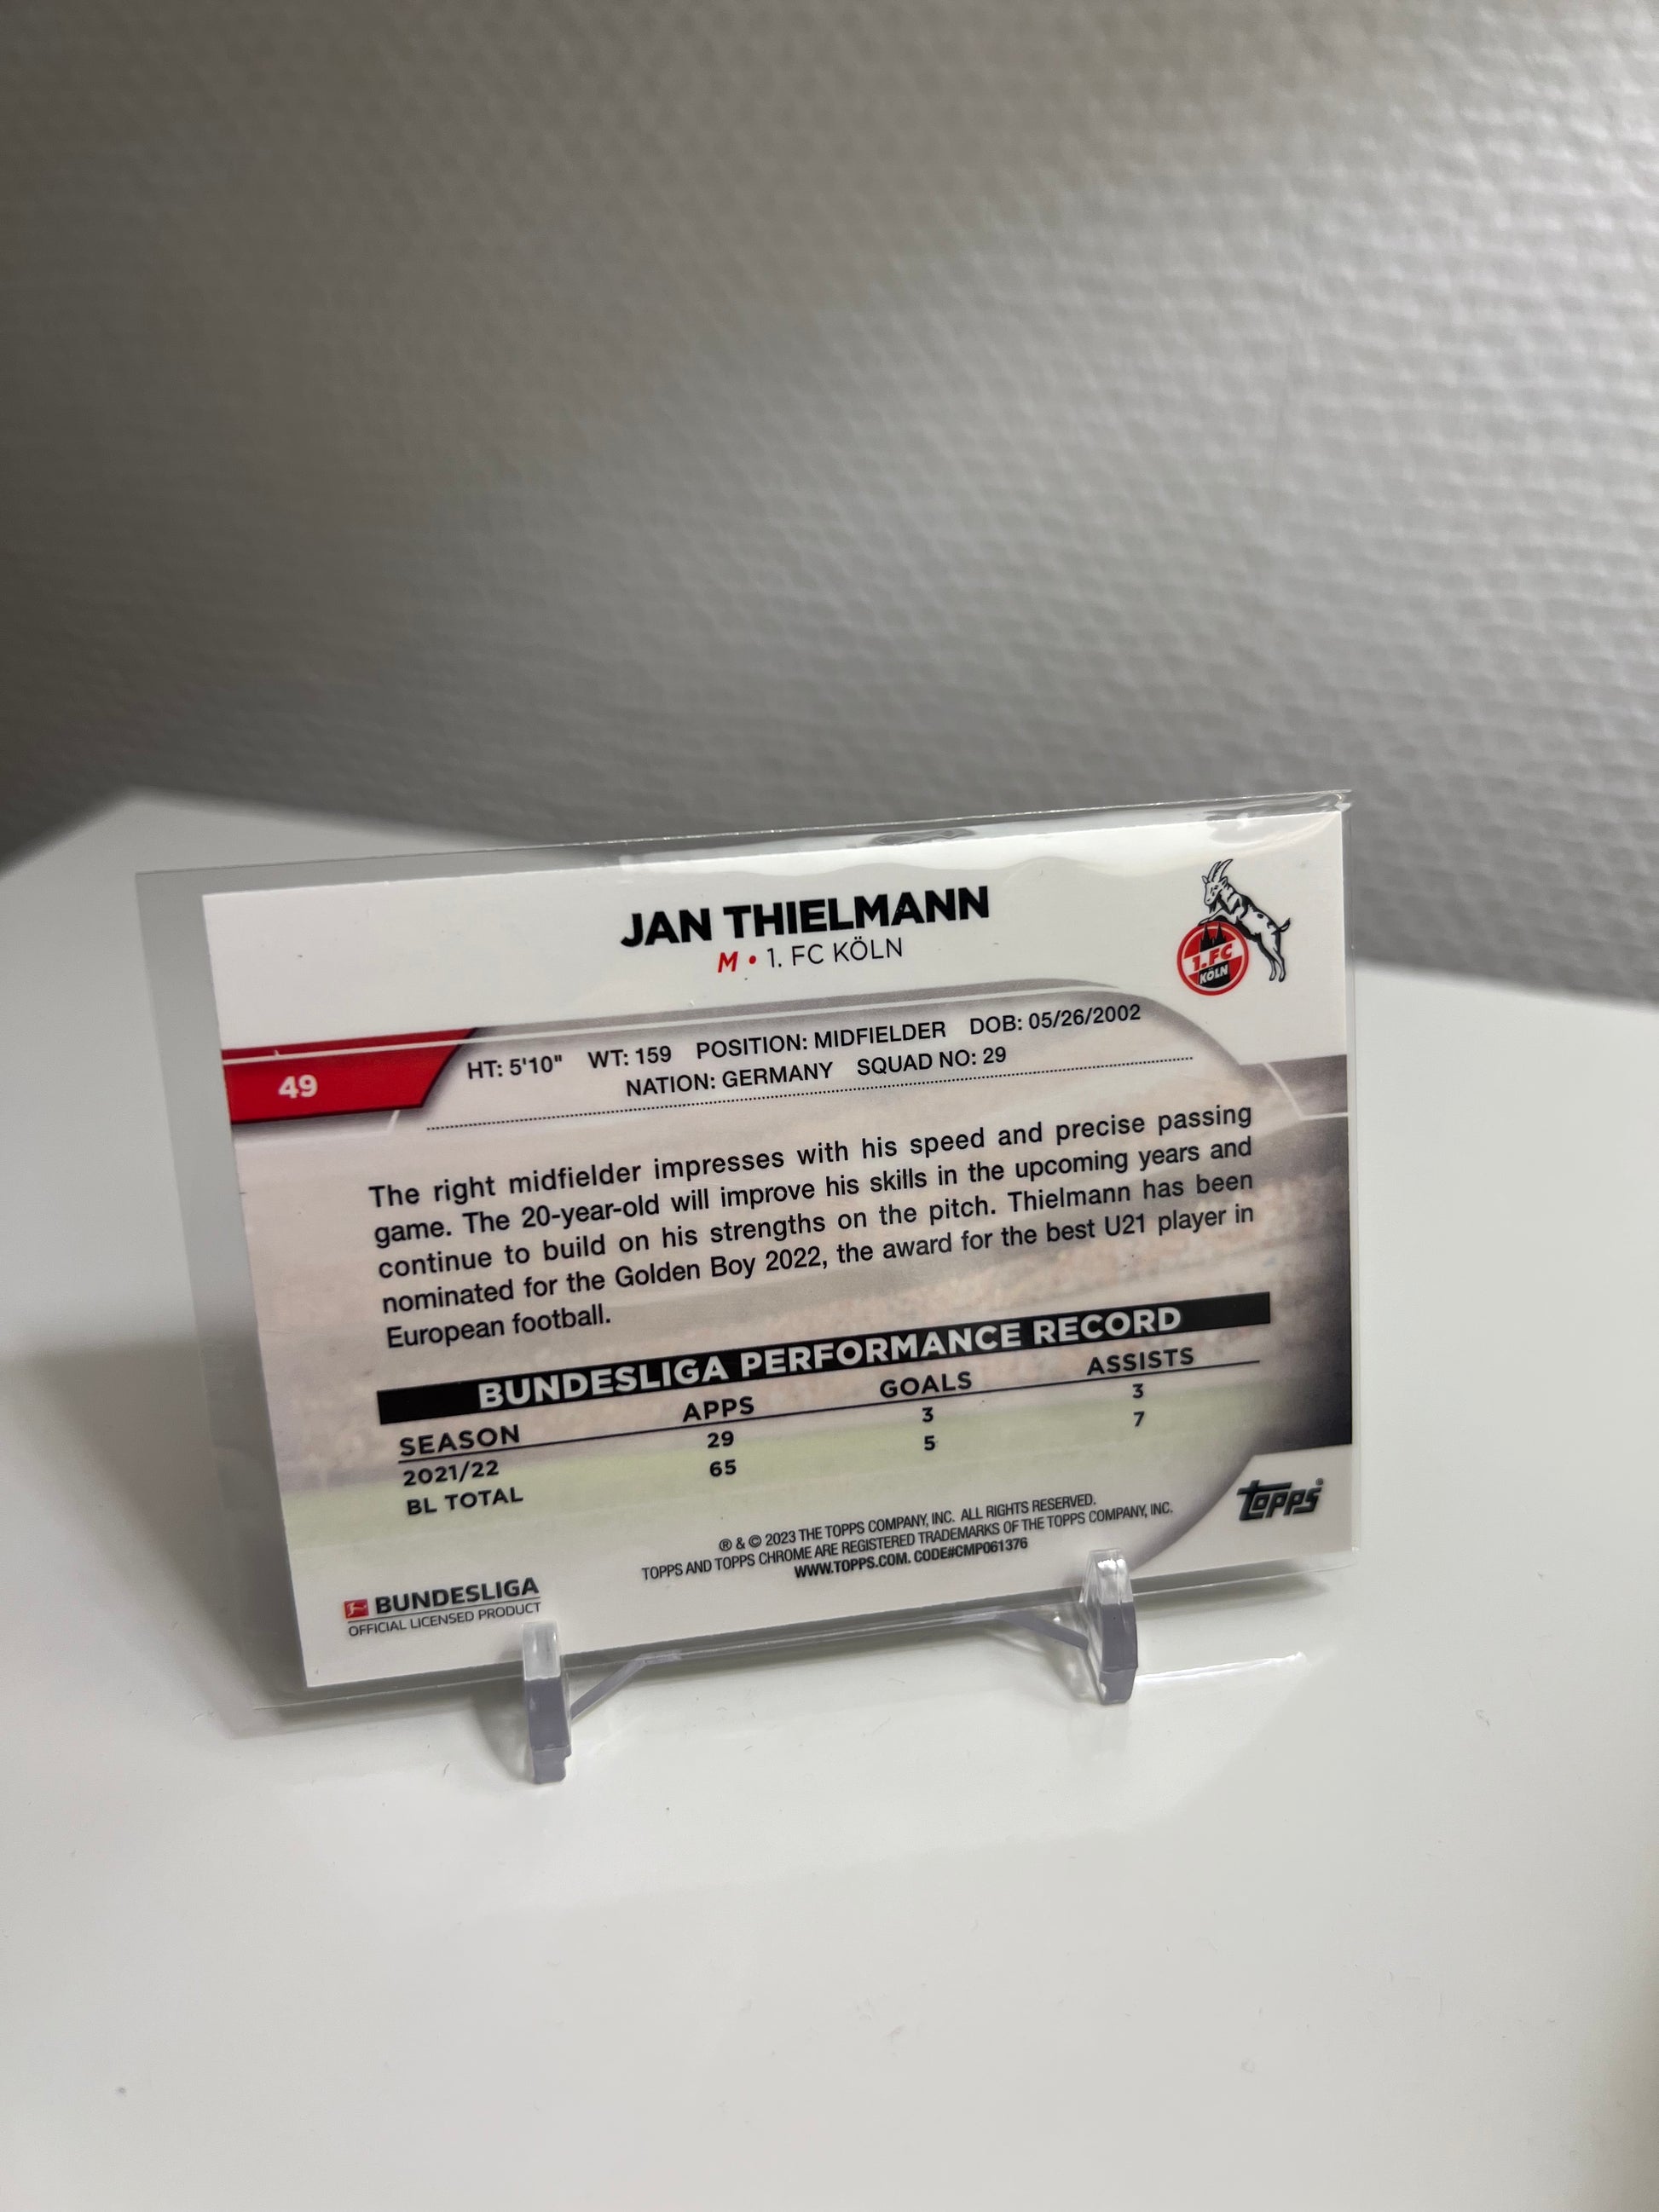 JAN THIELMANN
M • 1. FC KÖLN
1.FC
KÖLN
49
HT: 5'10" WT: 159 POSITION: MIDFIELDER DOB: 05/26/2002
NATION: GERMANY SQUAD NO: 29
The right midfielder impresses with his speed and precise passing
game. The 20-year-old will improve his skills in the upcoming years and
continue to build on his strengths on the pitch. Thielmann has been
nominated for the Golden Boy 2022, the award for the best U21 player in
European football.
BUNDESLIGA PERFORMANCE RECORD
SEASON APPS GOALS ASSISTS
2021/22 29 3 3
BL TOTAL 65 5 7
topps®
® & © 2023 THE TOPPS COMPANY, INC. ALL RIGHTS RESERVED.
TOPPS AND TOPPS CHROME ARE REGISTERED TRADEMARKS OF THE TOPPS COMPANY, INC.
WWW.TOPPS.COM. CODE#CMP061376
BUNDESLIGA
OFFICIAL LICENSED PRODUCT